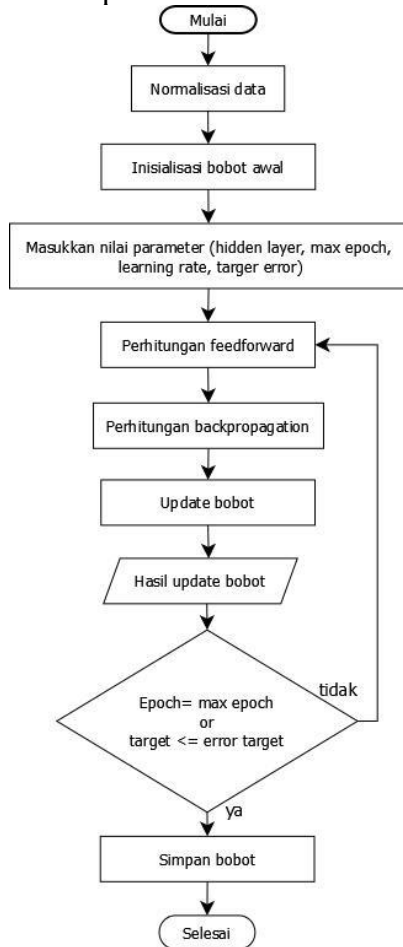 Mulai
Normalisasi data
Inisialisasi bobot awal
Masukkan nilai parameter (hidden layer, max epoch,
learning rate, targer error)
Perhitungan feedforward
Perhitungan backpropagation
Update bobot
Hasil update bobot
tidak
Epoch= max epoch
or
target <= error target
ya
Simpan bobot
Selesai